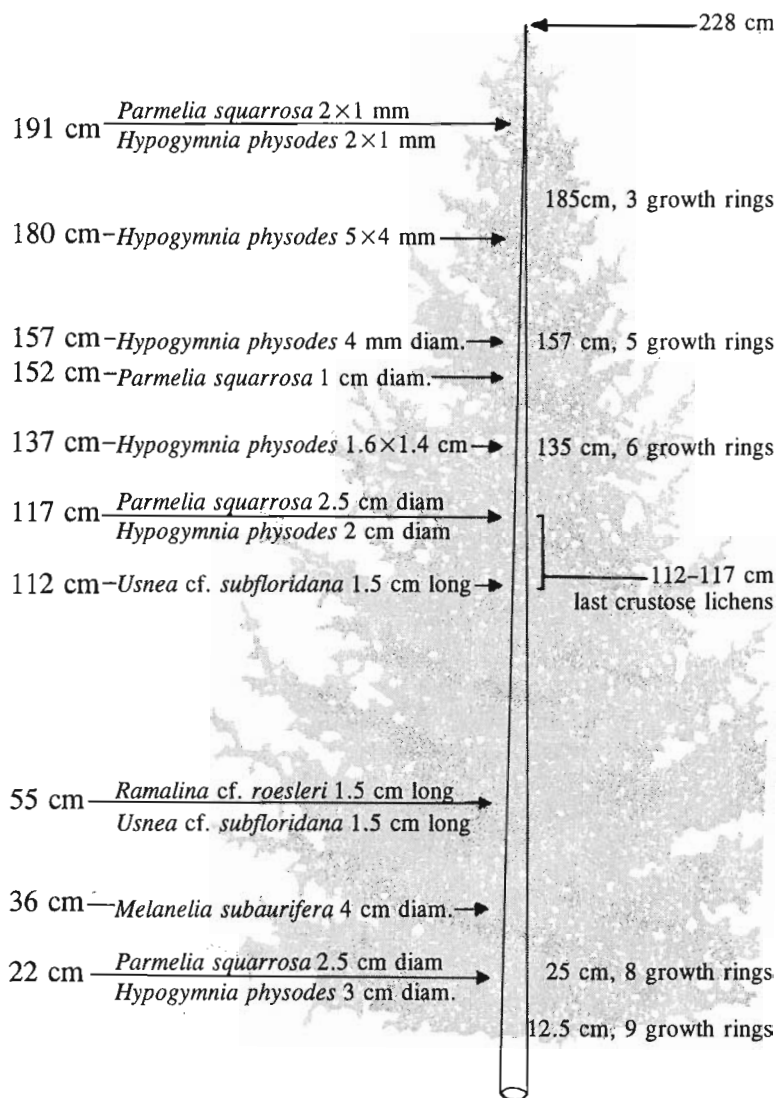 228 cm
Parmelia squarrosa 2×1 mm
191 cm
Hypogymnia physodes 2×1 mm
185cm, 3 growth rings
180 cm-Hypogymnia physodes 5×4 mm
157 cm-Hypogymnia physodes 4 mm diam.
157 cm, 5 growth rings
152 cm-Parmelia squarrosa 1 cm diam.
137 cm-Hypogymnia physodes 1.6×1.4 cm
135 cm, 6 growth rings
Parmelia squarrosa 2.5 cm diam
117 cm
Hypogymnia physodes 2 cm diam
112 cm-Usnea cf. subfloridana 1.5 cm long
112–117 cm
last crustose lichens
Ramalina cf. roesleri 1.5 cm long
55 cm
Usnea cf. subfloridana 1.5 cm long
36 cm-Melanelia subaurifera 4 cm diam.
Parmelia squarrosa 2.5 cm diam
22 cm
Hypogymnia physodes 3 cm diam.
25 cm, 8 growth rings
12.5 cm, 9 growth rings